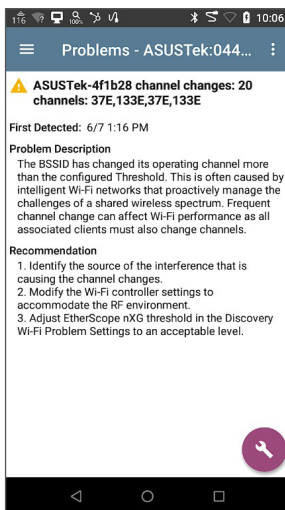 116
100%
10:06
Problems - ASUSTek:044...
ASUSTek-4f1b28 channel changes: 20
channels: 37E,133E,37E,133E
First Detected: 6/7 1:16 PM
Problem Description
The BSSID has changed its operating channel more
than the configured Threshold. This is often caused by
intelligent Wi-Fi networks that proactively manage the
challenges of a shared wireless spectrum. Frequent
channel change can affect Wi-Fi performance as all
associated clients must also change channels.
Recommendation
1. Identify the source of the interference that is
causing the channel changes.
2. Modify the Wi-Fi controller settings to
accommodate the RF environment.
3. Adjust EtherScope nXG threshold in the Discovery
Wi-Fi Problem Settings to an acceptable level.